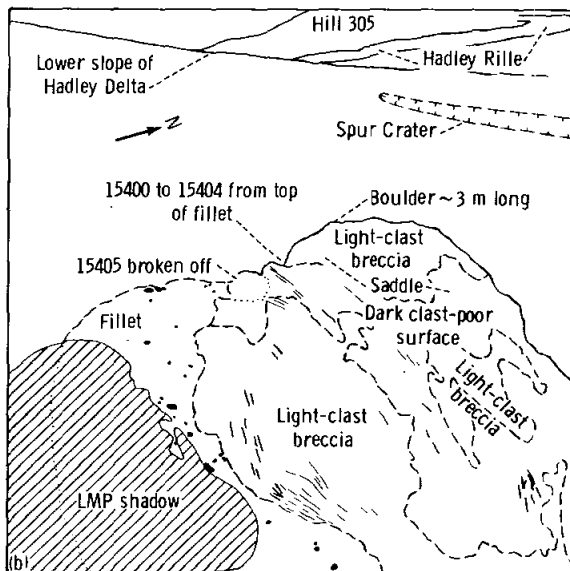 Hill 305
Lower slope of
Hadley Delta
Hadley Rille
N
Spur Crater
15400 to 15404 from top
of fillet
Boulder ~ 3 m long
Light-clast
breccia
15405 broken off
Saddle
Fillet
Dark clast-poor
surface
Light-clast
breccia
Light-clast
breccia
LMP shadow
(b)